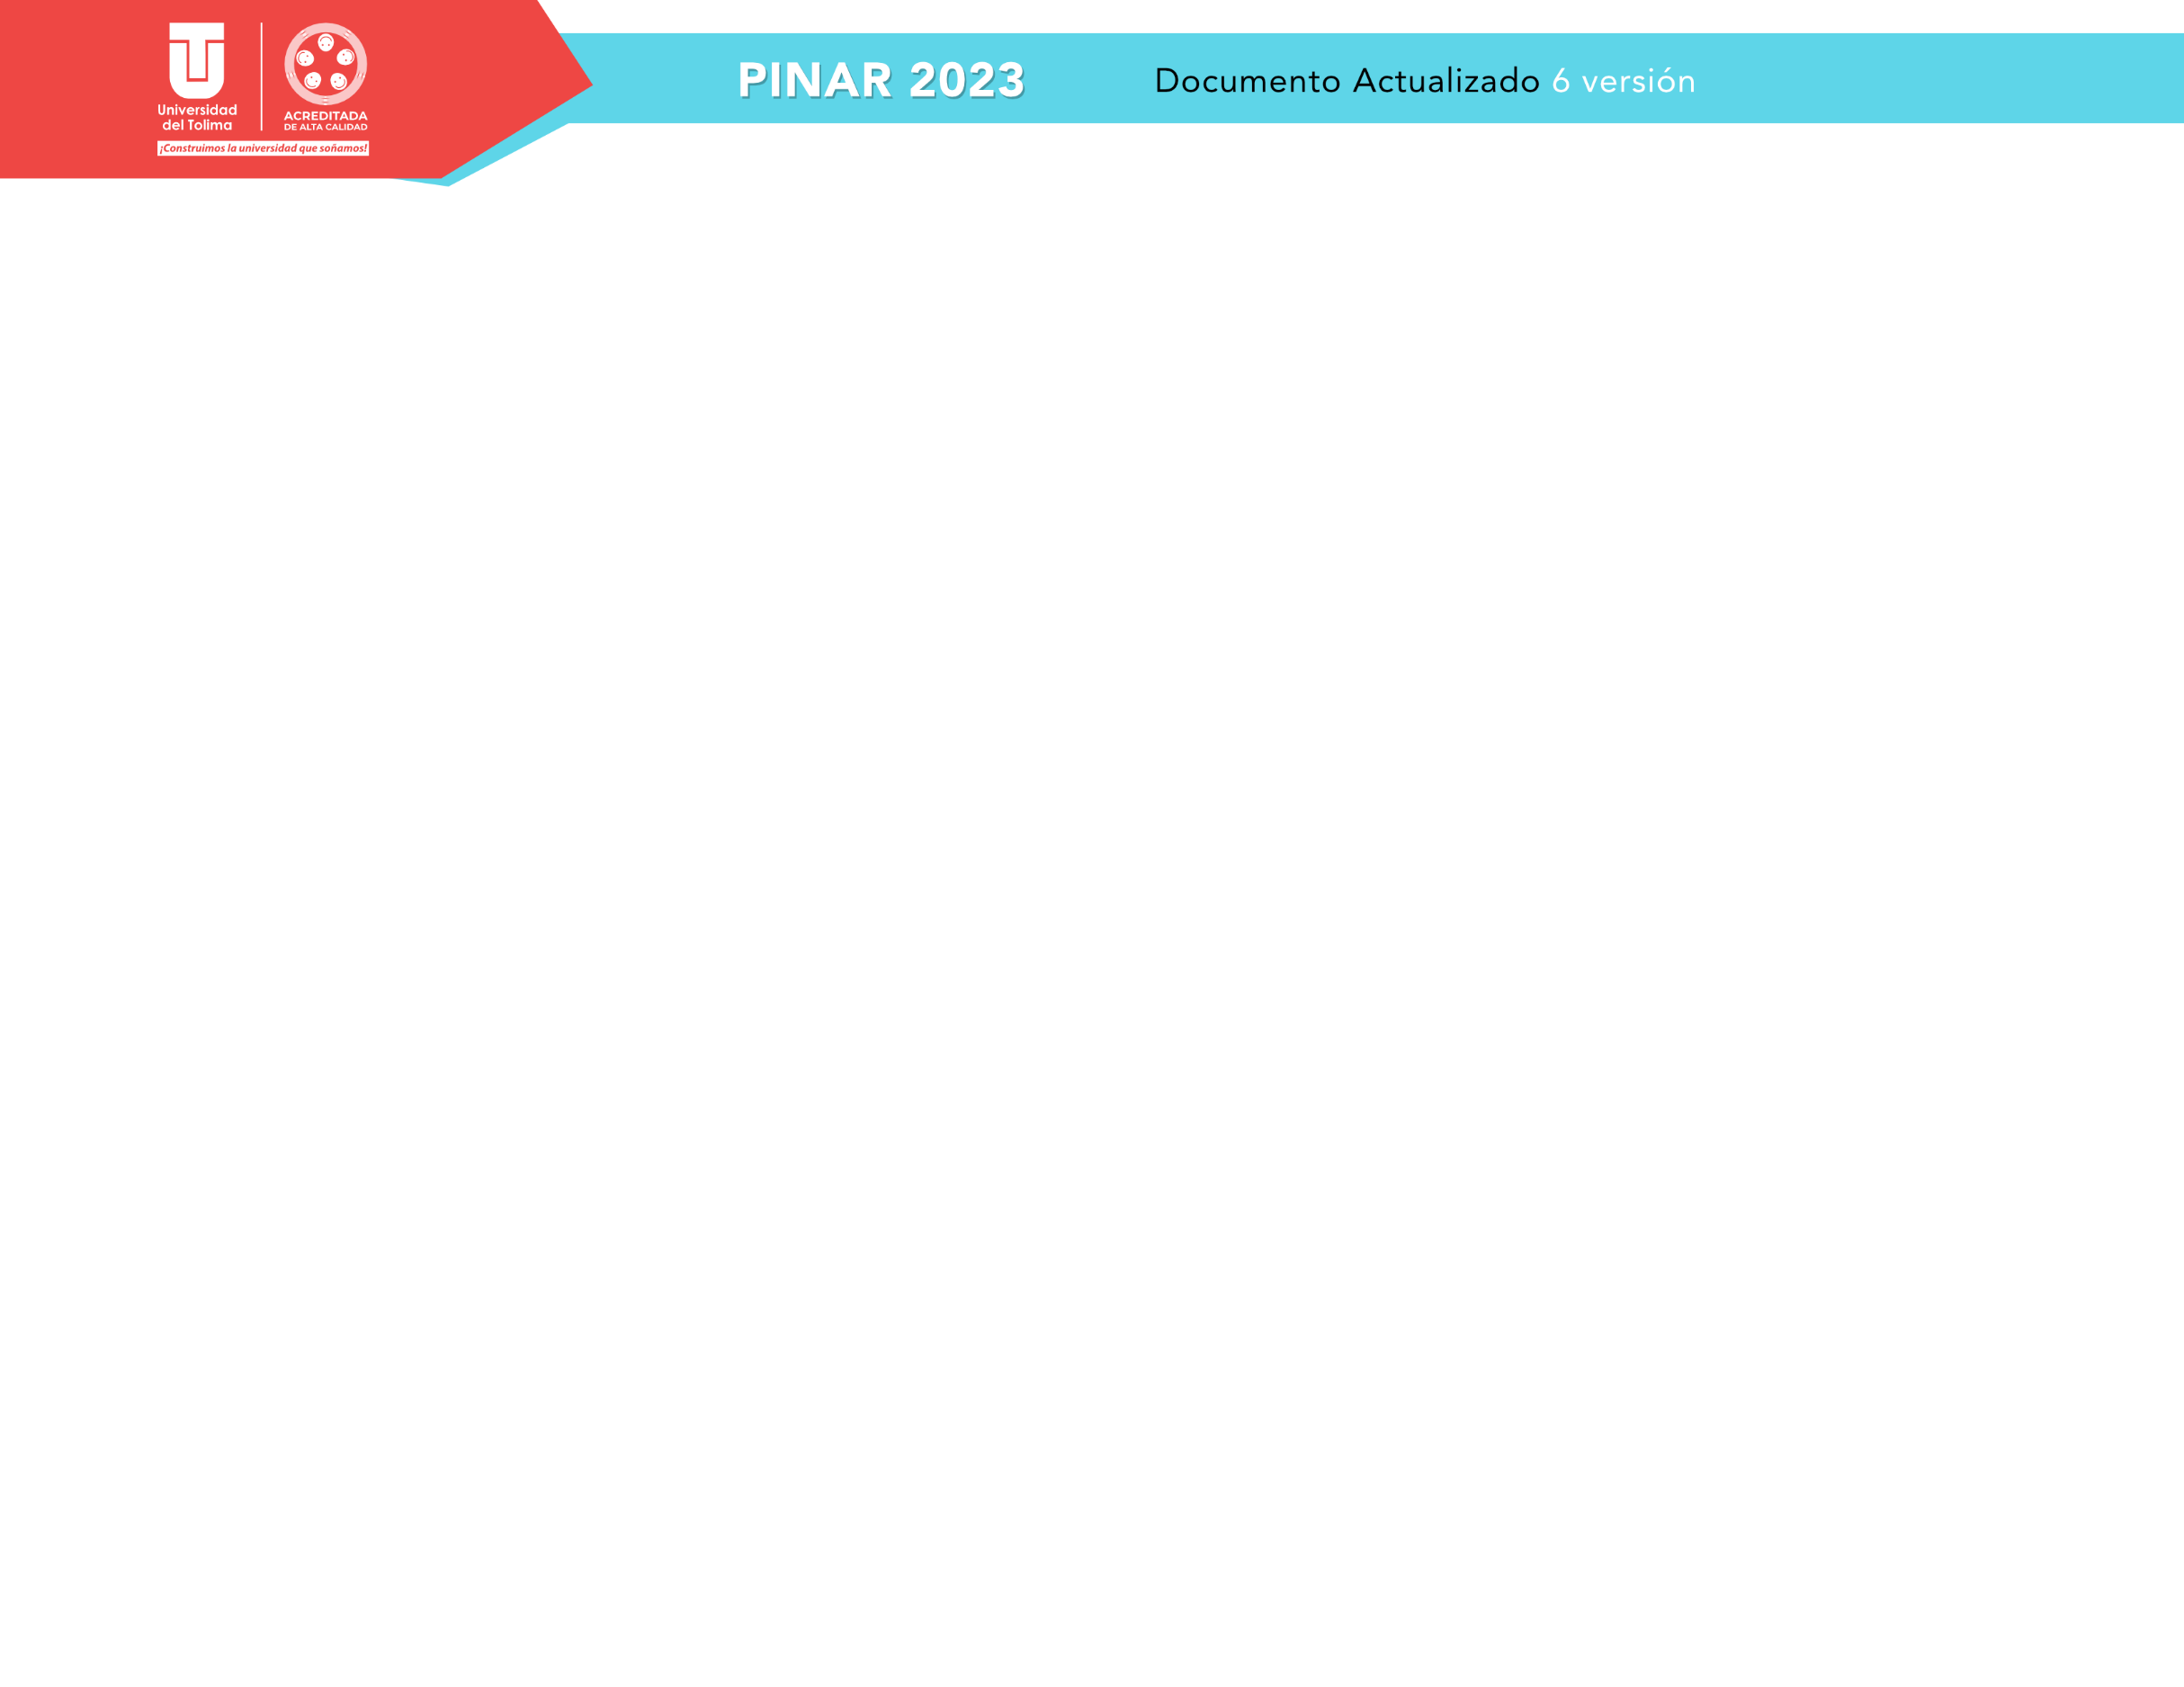 Universidad
del Tolima
ACREDITADA
DE ALTA CALIDAD
¡Construimos la universidad que soñamos!
PINAR 2023
Documento Actualizado 6 versión